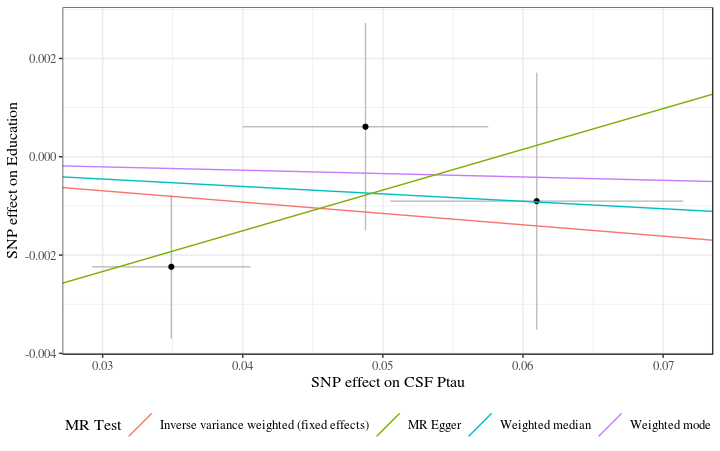 SNP effect on Education
0.002
0.000
-0.002
-0.004
0.03 0.04 0.05 0.06 0.07
SNP effect on CSF Ptau
MR Test Inverse variance weighted (fixed effects) MR Egger Weighted median Weighted mode